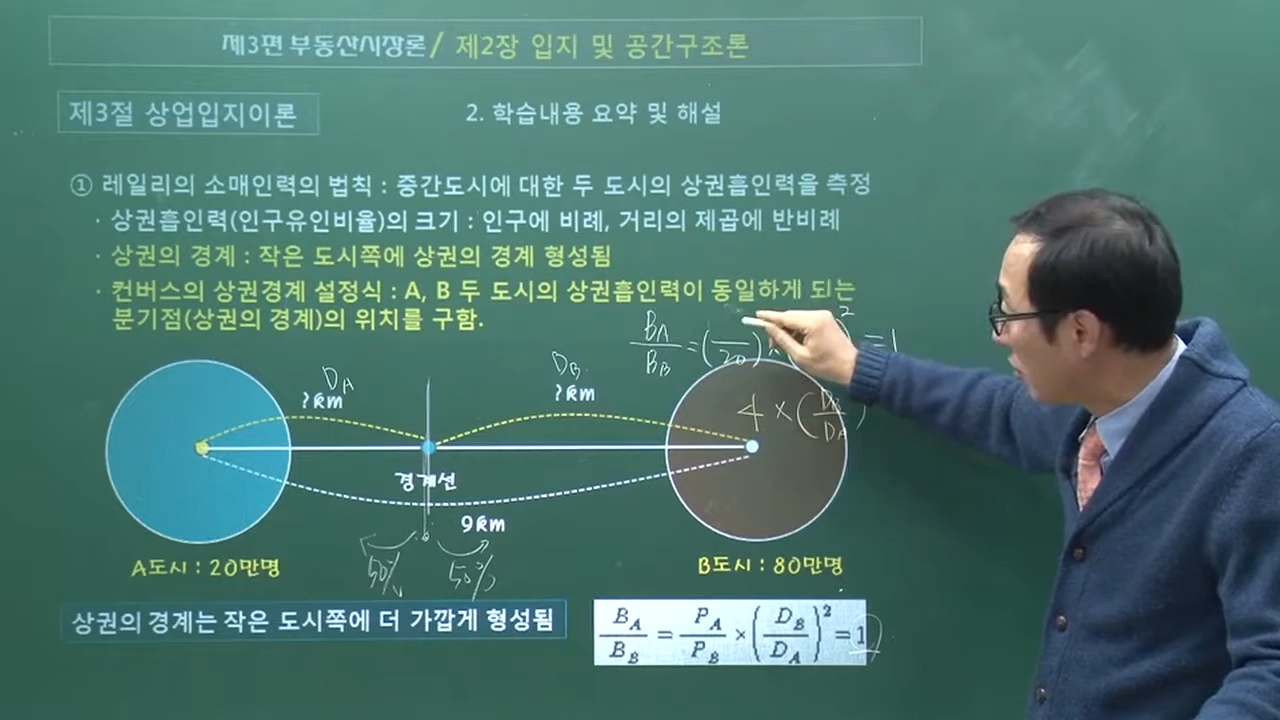 제3편 부동산시장론 / 제2장 입지 및 공간구조론
제3절 상업입지이론
2. 학습내용 요약 및 해설
① 레일리의 소매인력의 법칙 : 중간도시에 대한 두 도시의 상권흡인력을 측정
· 상권흡인력(인구유인비율)의 크기 : 인구에 비례, 거리의 제곱에 반비례
· 상권의 경계 : 작은 도시쪽에 상권의 경계 형성됨
· 컨버스의 상권경계 설정식 : A, B 두 도시의 상권흡인력이 동일하게 되는
분기점(상권의 경계)의 위치를 구함.
B_A / B_B = ( / 20) × ( )² = 1
4 × (D_B / D_A)
D_A
?km
D_B
?km
경계선
9km
50%
50%
A도시 : 20만명
B도시 : 80만명
상권의 경계는 작은 도시쪽에 더 가깝게 형성됨
B_A / B_B = P_A / P_B × (D_B / D_A)² = 1